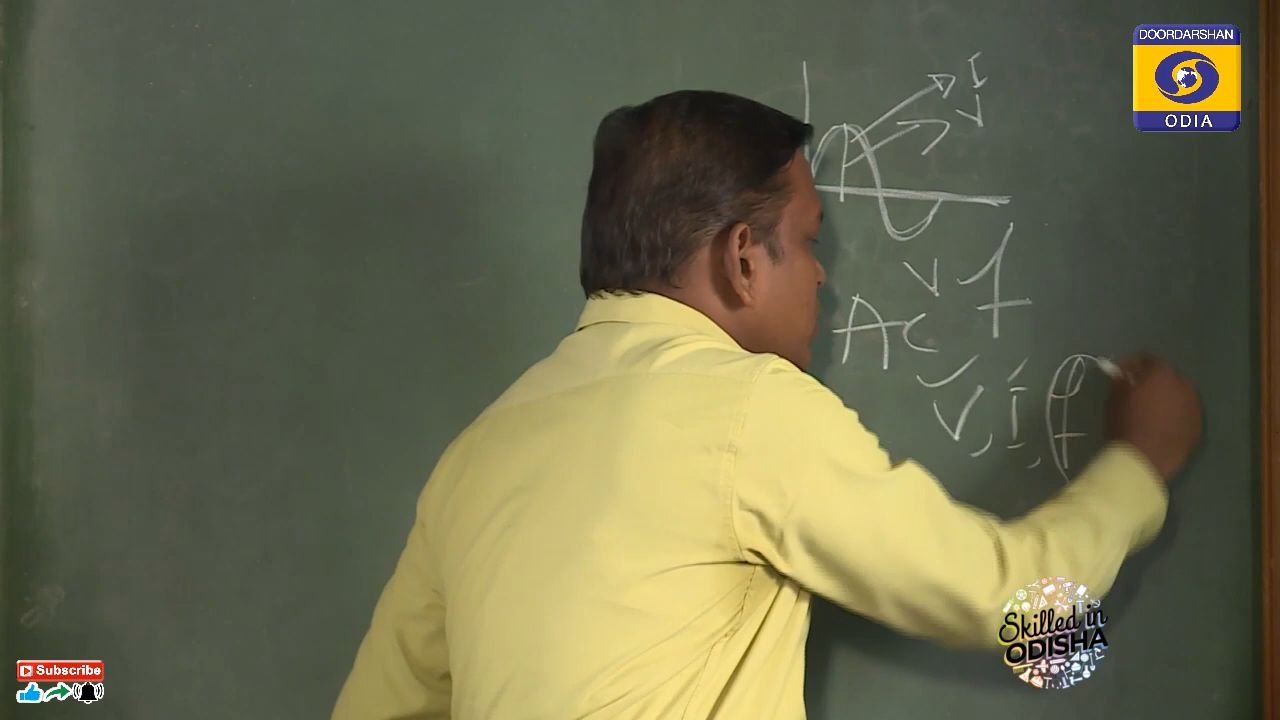 DOORDARSHAN
ODIA
I
V
V f
AC
V, I, f
Skilled in
ODISHA
Subscribe